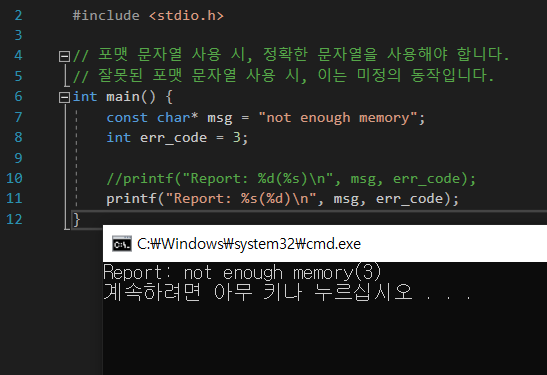 2 #include <stdio.h>
3
4 // 포맷 문자열 사용 시, 정확한 문자열을 사용해야 합니다.
5 // 잘못된 포맷 문자열 사용 시, 이는 미정의 동작입니다.
6 int main() {
7 const char* msg = "not enough memory";
8 int err_code = 3;
9
10 //printf("Report: %d(%s)\n", msg, err_code);
11 printf("Report: %s(%d)\n", msg, err_code);
12 }
C:\. C:₩Windows₩system32₩cmd.exe
Report: not enough memory(3)
계속하려면 아무 키나 누르십시오 . . .